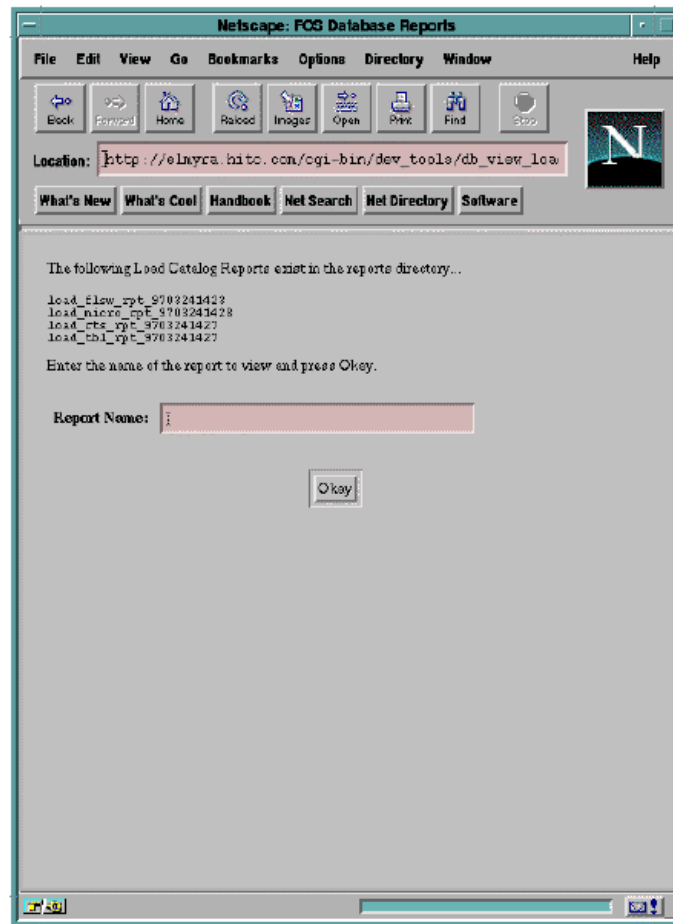 Netscape: FOS Database Reports
File Edit View Go Bookmarks Options Directory Window Help
Back Forward Home Reload Images Open Print Find Stop
Location: http://elmyra.hitc.com/cgi-bin/dev_tools/db_view_loa
N
What's New What's Cool Handbook Net Search Net Directory Software
The following Load Catalog Reports exist in the reports directory...
load_flsw_rpt_9703241428
load_micro_rpt_9703241428
load_rts_rpt_9703241427
load_tbl_rpt_9703241427
Enter the name of the report to view and press Okay.
Report Name:
Okay